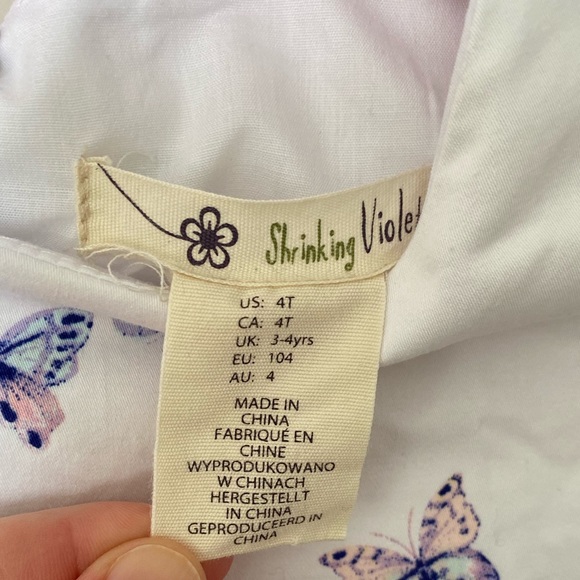 Shrinking Violet
US: 4T
CA: 4T
UK: 3-4yrs
EU: 104
AU: 4
MADE IN
CHINA
FABRIQUÉ EN
CHINE
WYPRODUKOWANO
W CHINACH
HERGESTELLT
IN CHINA
GEPRODUCEERD IN
CHINA